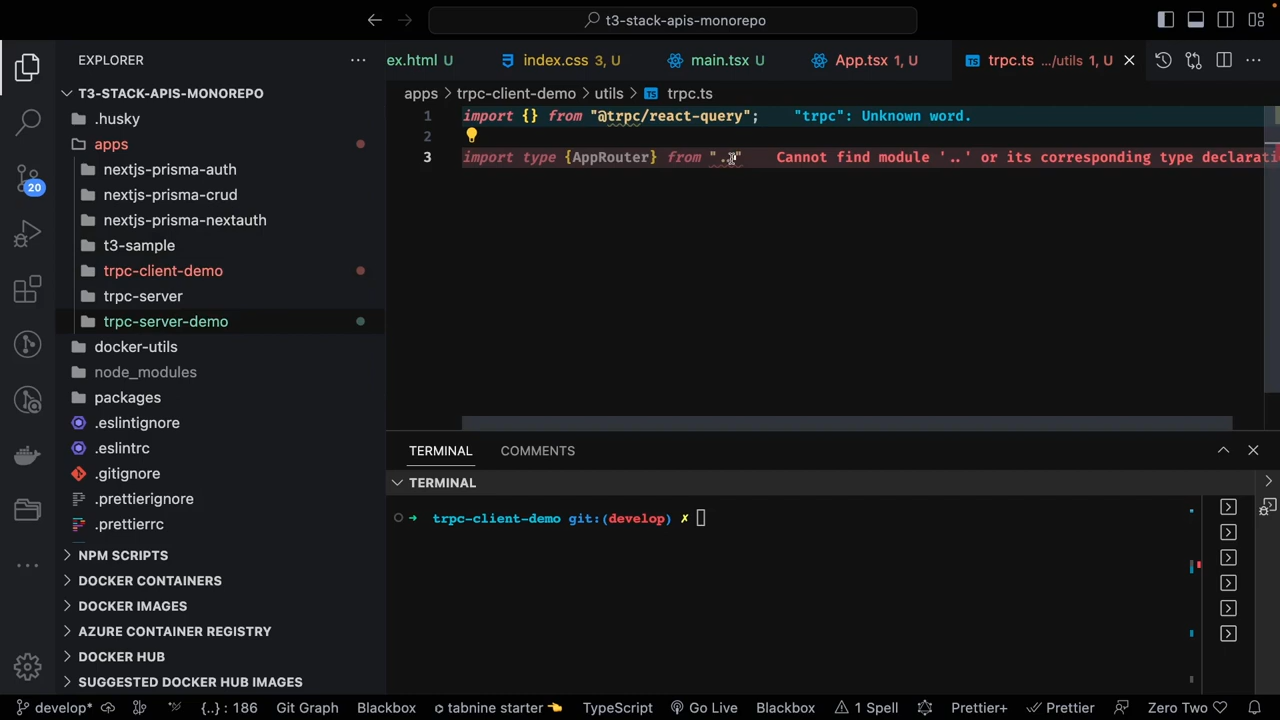 t3-stack-apis-monorepo
EXPLORER
ex.html U
index.css 3, U
main.tsx U
App.tsx 1, U
trpc.ts .../utils 1, U
T3-STACK-APIS-MONOREPO
apps > trpc-client-demo > utils > TS trpc.ts
.husky
apps
nextjs-prisma-auth
nextjs-prisma-crud
nextjs-prisma-nextauth
t3-sample
trpc-client-demo
trpc-server
trpc-server-demo
docker-utils
node_modules
packages
.eslintignore
.eslintrc
.gitignore
.prettierignore
.prettierrc
NPM SCRIPTS
DOCKER CONTAINERS
DOCKER IMAGES
AZURE CONTAINER REGISTRY
DOCKER HUB
SUGGESTED DOCKER HUB IMAGES
20
1 import {} from "@trpc/react-query"; "trpc": Unknown word.
2
3 import type {AppRouter} from ".." Cannot find module '..' or its corresponding type declarati
TERMINAL COMMENTS
TERMINAL
trpc-client-demo git:(develop) ✗
develop* {..} : 186 Git Graph Blackbox tabnine starter TypeScript Go Live Blackbox 1 Spell Prettier+ Prettier Zero Two